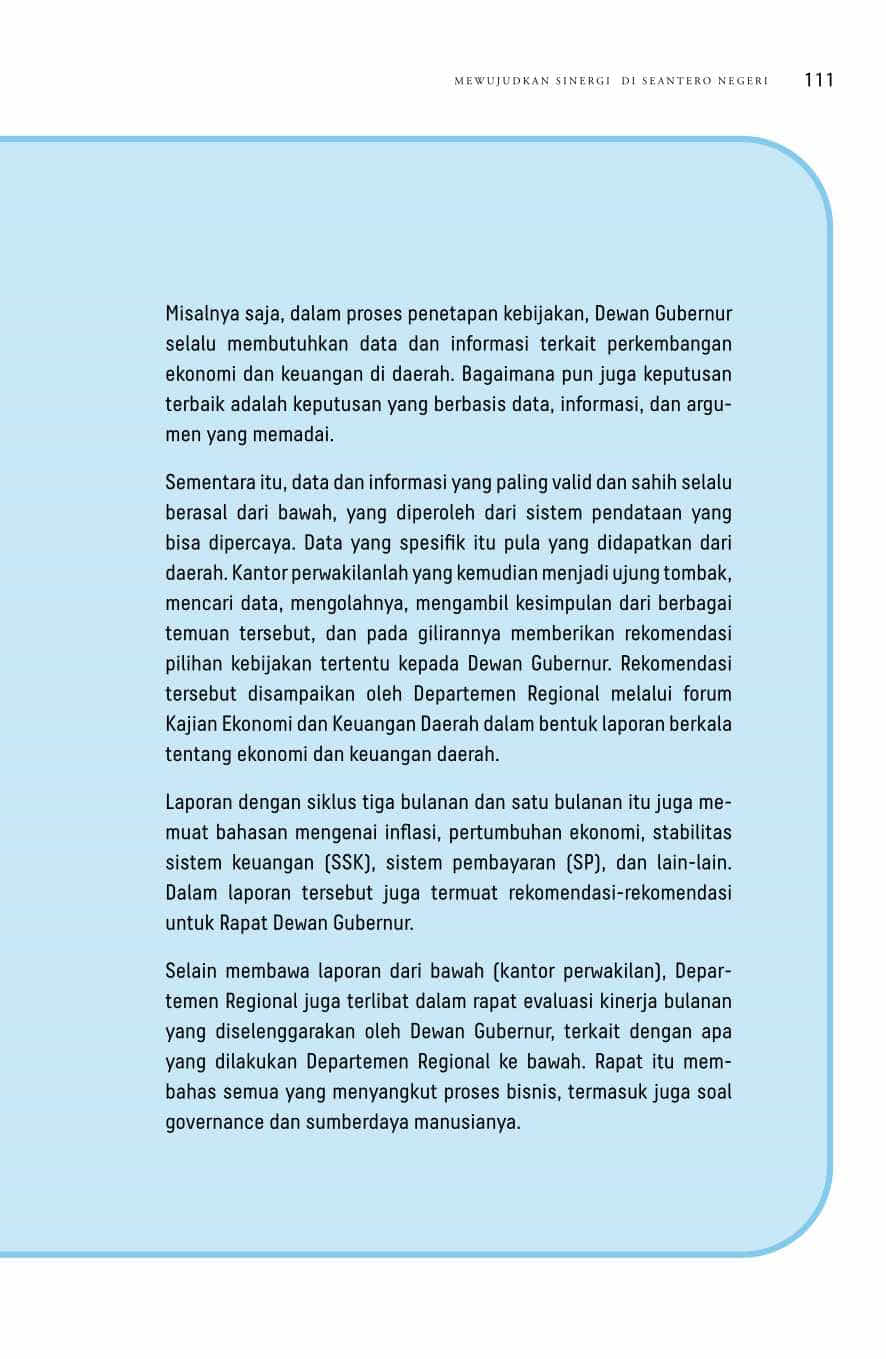 MEWUJUDKAN SINERGI DI SEANTERO NEGERI 111
Misalnya saja, dalam proses penetapan kebijakan, Dewan Gubernur
selalu membutuhkan data dan informasi terkait perkembangan
ekonomi dan keuangan di daerah. Bagaimana pun juga keputusan
terbaik adalah keputusan yang berbasis data, informasi, dan argu-
men yang memadai.
Sementara itu, data dan informasi yang paling valid dan sahih selalu
berasal dari bawah, yang diperoleh dari sistem pendataan yang
bisa dipercaya. Data yang spesifik itu pula yang didapatkan dari
daerah. Kantor perwakilanlah yang kemudian menjadi ujung tombak,
mencari data, mengolahnya, mengambil kesimpulan dari berbagai
temuan tersebut, dan pada gilirannya memberikan rekomendasi
pilihan kebijakan tertentu kepada Dewan Gubernur. Rekomendasi
tersebut disampaikan oleh Departemen Regional melalui forum
Kajian Ekonomi dan Keuangan Daerah dalam bentuk laporan berkala
tentang ekonomi dan keuangan daerah.
Laporan dengan siklus tiga bulanan dan satu bulanan itu juga me-
muat bahasan mengenai inflasi, pertumbuhan ekonomi, stabilitas
sistem keuangan (SSK), sistem pembayaran (SP), dan lain-lain.
Dalam laporan tersebut juga termuat rekomendasi-rekomendasi
untuk Rapat Dewan Gubernur.
Selain membawa laporan dari bawah (kantor perwakilan), Depar-
temen Regional juga terlibat dalam rapat evaluasi kinerja bulanan
yang diselenggarakan oleh Dewan Gubernur, terkait dengan apa
yang dilakukan Departemen Regional ke bawah. Rapat itu mem-
bahas semua yang menyangkut proses bisnis, termasuk juga soal
governance dan sumberdaya manusianya.